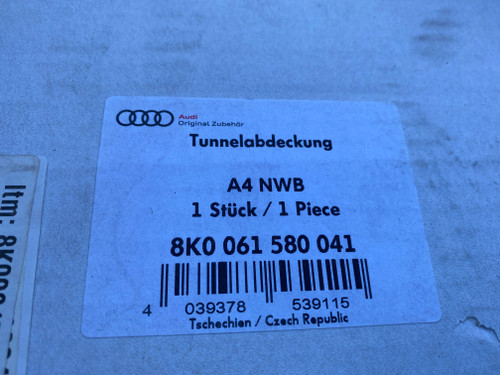 Audi
Original Zubehör
Tunnelabdeckung
A4 NWB
1 Stück / 1 Piece
8K0 061 580 041
4 039378 539115
Tschechien / Czech Republic